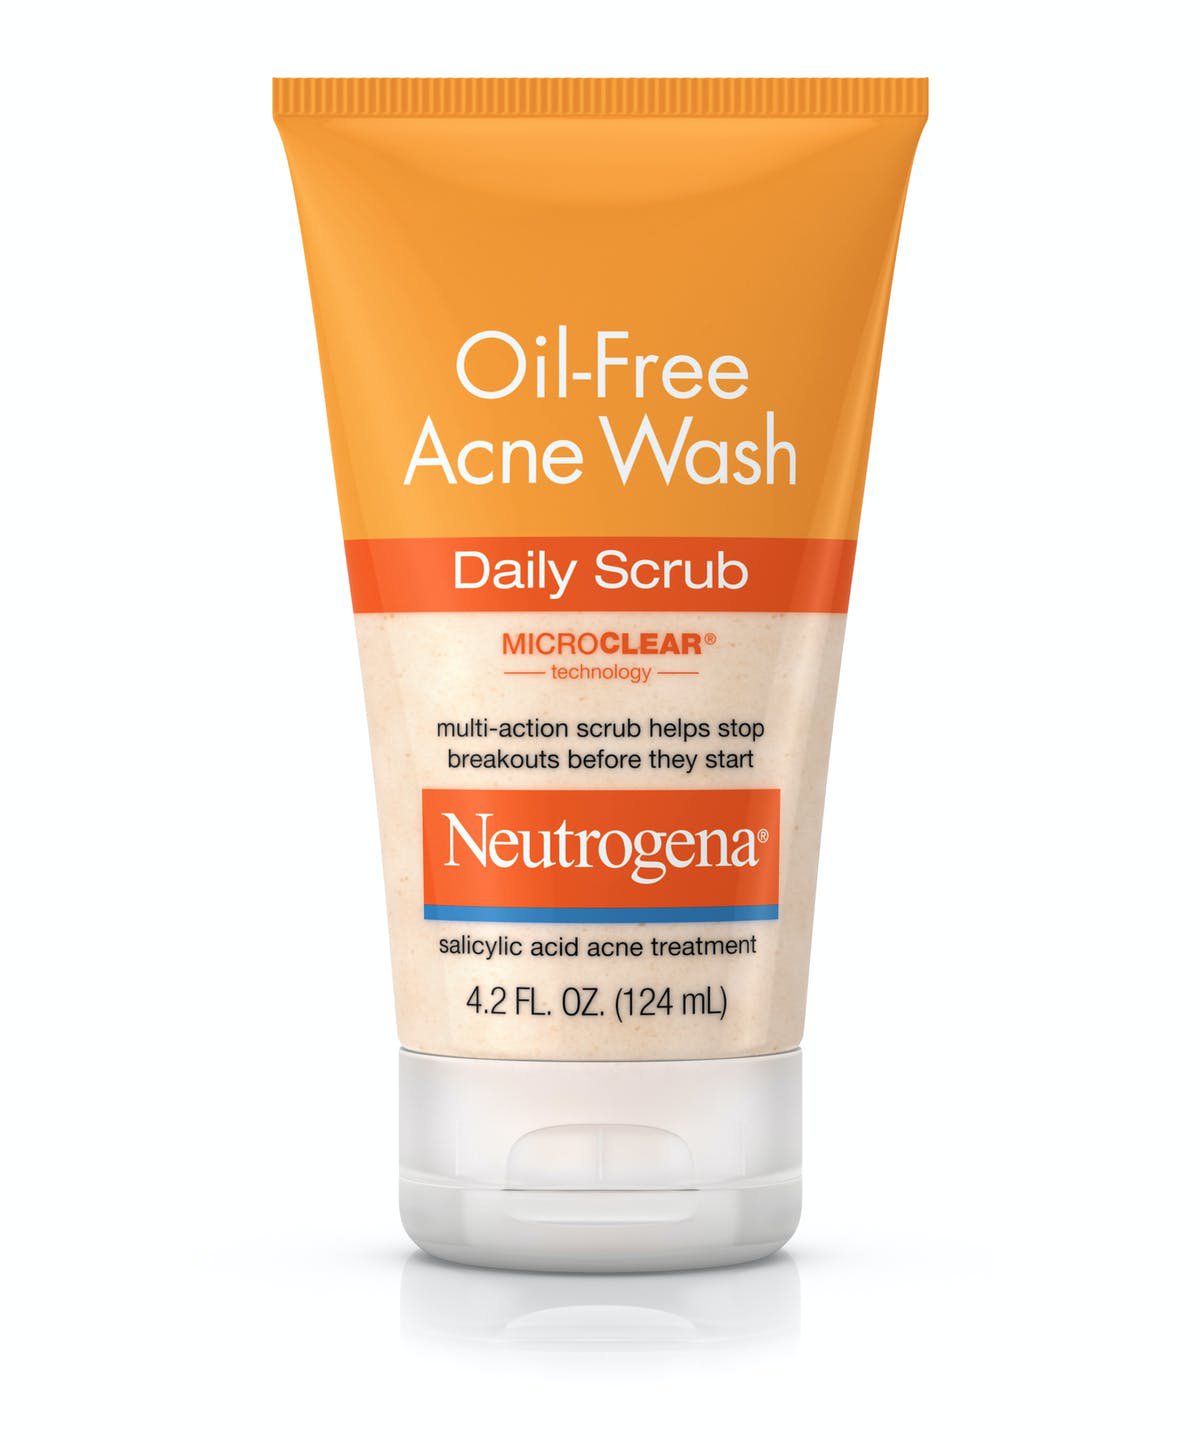 Oil-Free
Acne Wash
Daily Scrub
MICROCLEAR®
technology
multi-action scrub helps stop
breakouts before they start
Neutrogena®
salicylic acid acne treatment
4.2 FL. OZ. (124 mL)